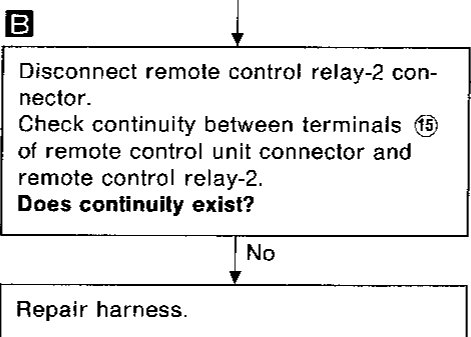 B
Disconnect remote control relay-2 con-
nector.
Check continuity between terminals ⑮
of remote control unit connector and
remote control relay-2.
Does continuity exist?
No
Repair harness.